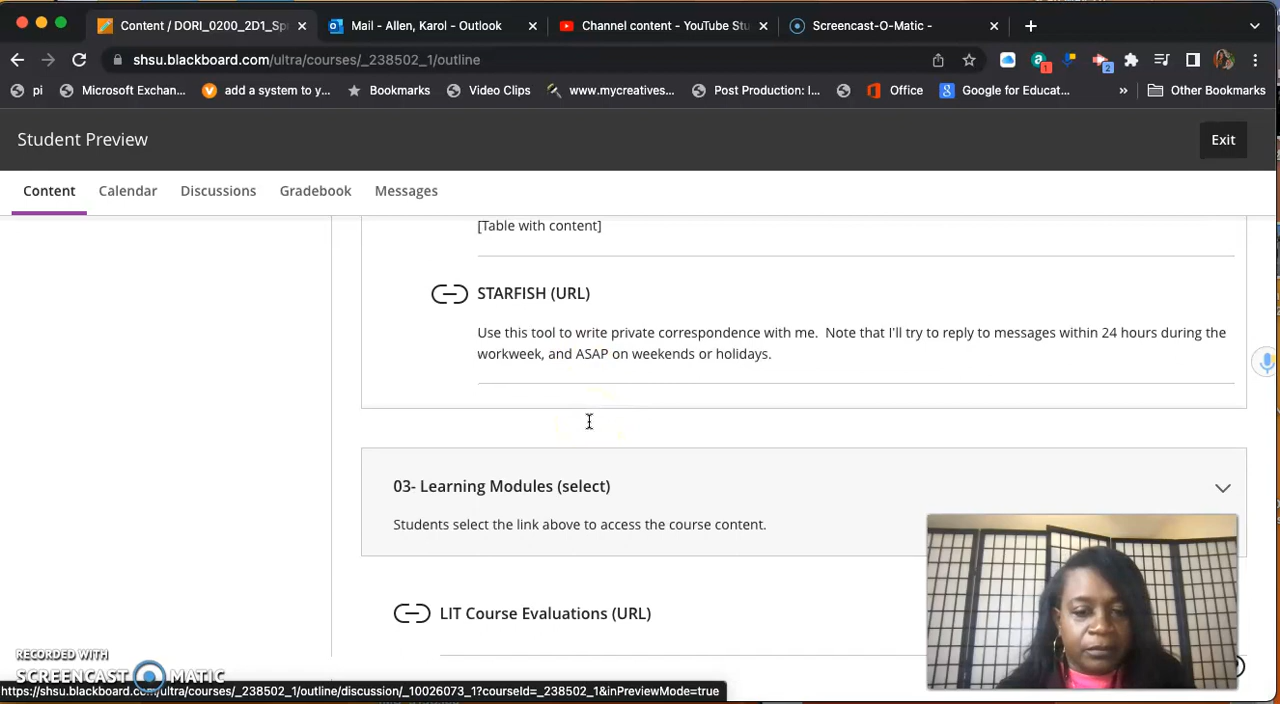 Content / DORI_0200_2D1_Sp
Mail - Allen, Karol - Outlook
Channel content - YouTube Stu
Screencast-O-Matic -
shsu.blackboard.com/ultra/courses/_238502_1/outline
1
2
pi
Microsoft Exchan...
add a system to y...
Bookmarks
Video Clips
www.mycreatives...
Post Production: I...
Office
Google for Educat...
»
Other Bookmarks
Student Preview
Exit
Content
Calendar
Discussions
Gradebook
Messages
[Table with content]
STARFISH (URL)
Use this tool to write private correspondence with me.  Note that I'll try to reply to messages within 24 hours during the
workweek, and ASAP on weekends or holidays.
03- Learning Modules (select)
Students select the link above to access the course content.
LIT Course Evaluations (URL)
RECORDED WITH
SCREENCAST MATIC
https://shsu.blackboard.com/ultra/courses/_238502_1/outline/discussion/_10026073_1?courseId=_238502_1&inPreviewMode=true